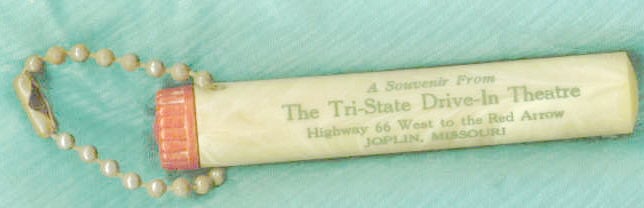 A Souvenir From
The Tri-State Drive-In Theatre
Highway 66 West to the Red Arrow
JOPLIN, MISSOURI